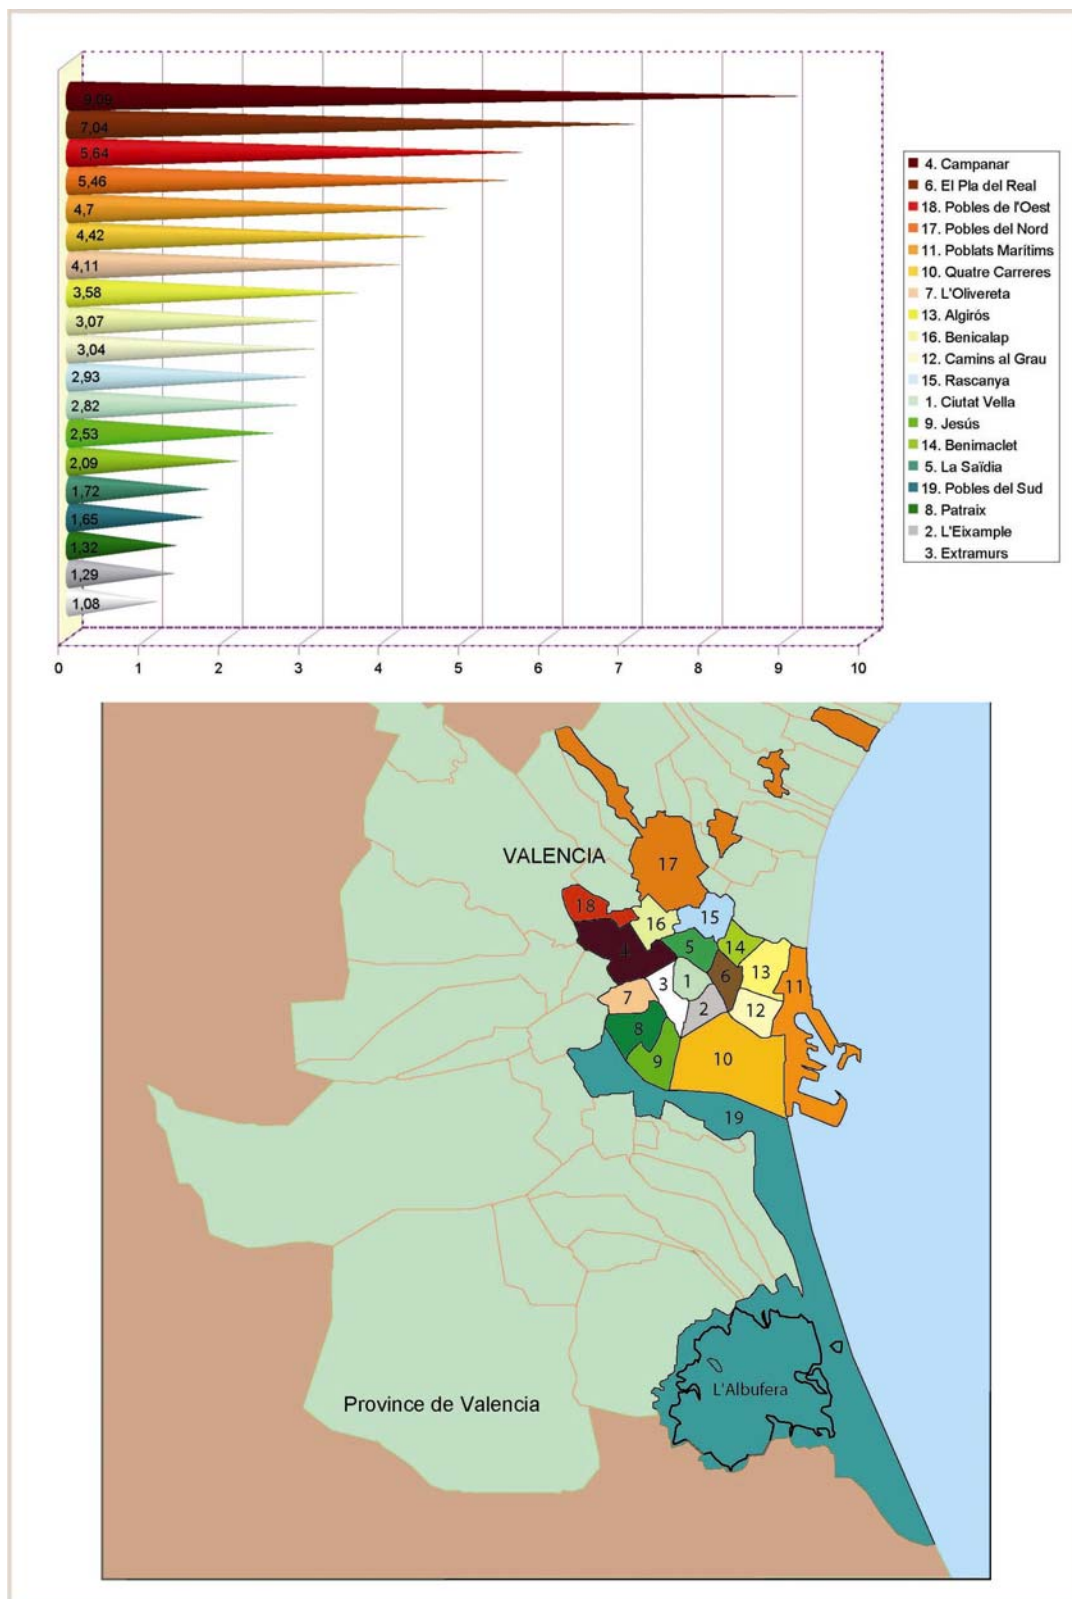 9,09
7,04
5,64
5,46
4,7
4,42
4,11
3,58
3,07
3,04
2,93
2,82
2,53
2,09
1,72
1,65
1,32
1,29
1,08
0 1 2 3 4 5 6 7 8 9 10
4. Campanar
6. El Pla del Real
18. Pobles de l'Oest
17. Pobles del Nord
11. Poblats Marítims
10. Quatre Carreres
7. L'Olivereta
13. Algirós
16. Benicalap
12. Camins al Grau
15. Rascanya
1. Ciutat Vella
9. Jesús
14. Benimaclet
5. La Saïdia
19. Pobles del Sud
8. Patraix
2. L'Eixample
3. Extramurs
VALENCIA
17
18
16
15
4
5
14
13
6
3
1
11
7
2
12
8
9
10
19
L'Albufera
Province de Valencia